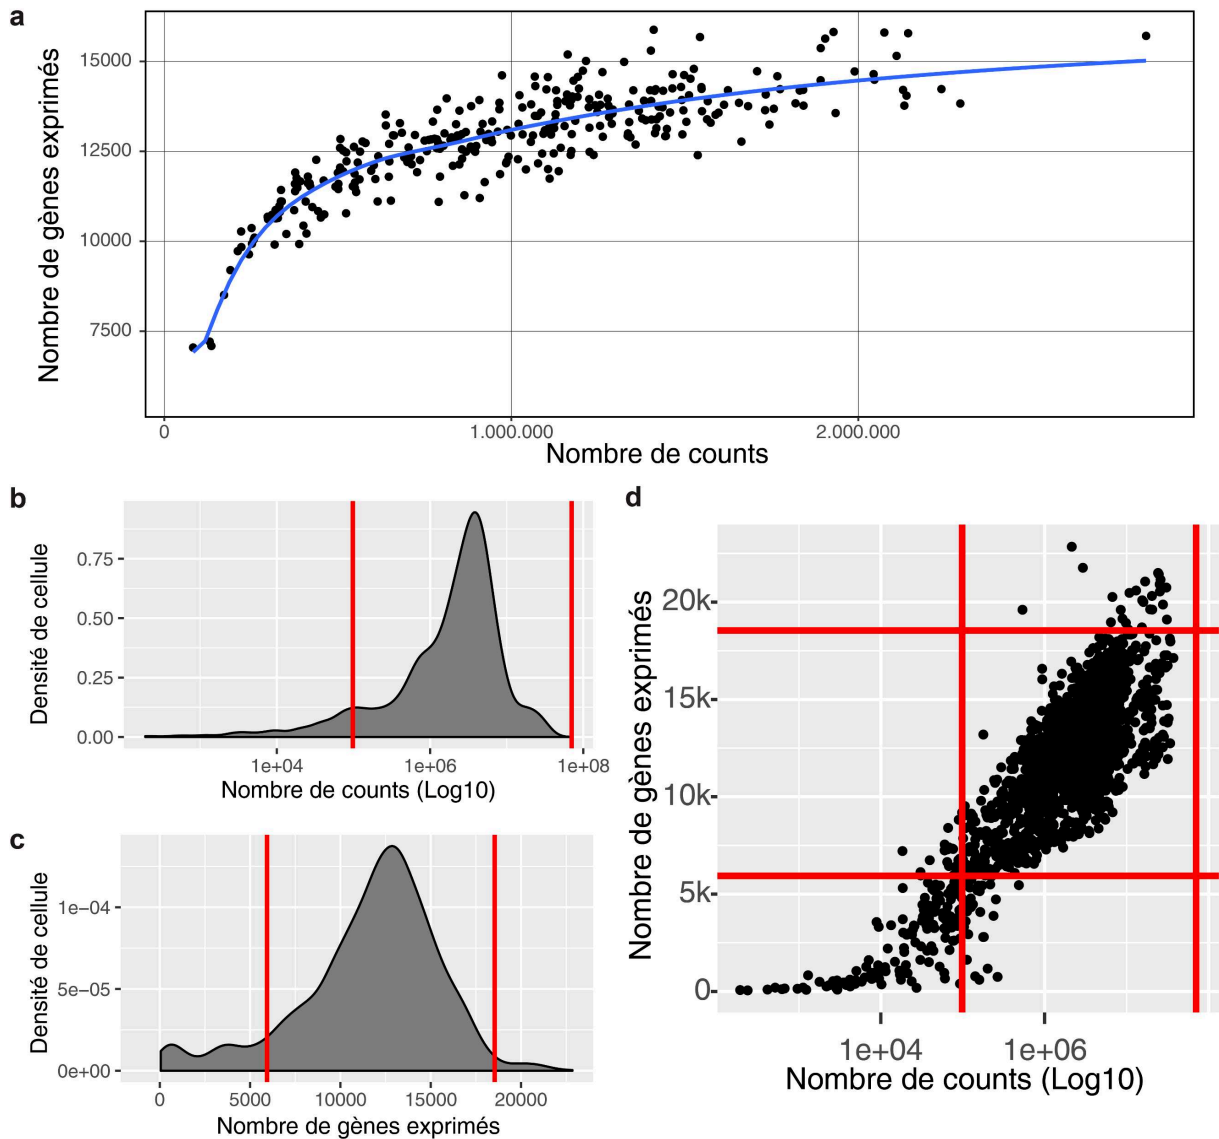 a
Nombre de gènes exprimés
15000
12500
10000
7500
0
1.000.000
2.000.000
Nombre de counts
b
Densité de cellule
0.75
0.50
0.25
0.00
1e+04
1e+06
1e+08
Nombre de counts (Log10)
c
Densité de cellule
1e−04
5e−05
0e+00
0
5000
10000
15000
20000
Nombre de gènes exprimés
d
Nombre de gènes exprimés
20k
15k
10k
5k
0
1e+04
1e+06
Nombre de counts (Log10)